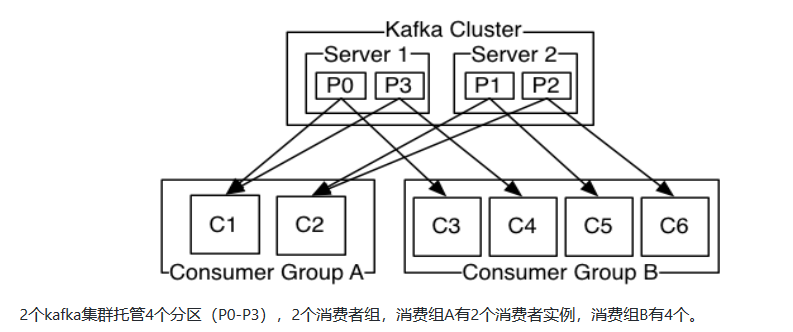 Kafka Cluster
Server 1
Server 2
P0
P3
P1
P2
C1
C2
C3
C4
C5
C6
Consumer Group A
Consumer Group B
2个kafka集群托管4个分区（P0-P3），2个消费者组，消费组A有2个消费者实例，消费组B有4个。